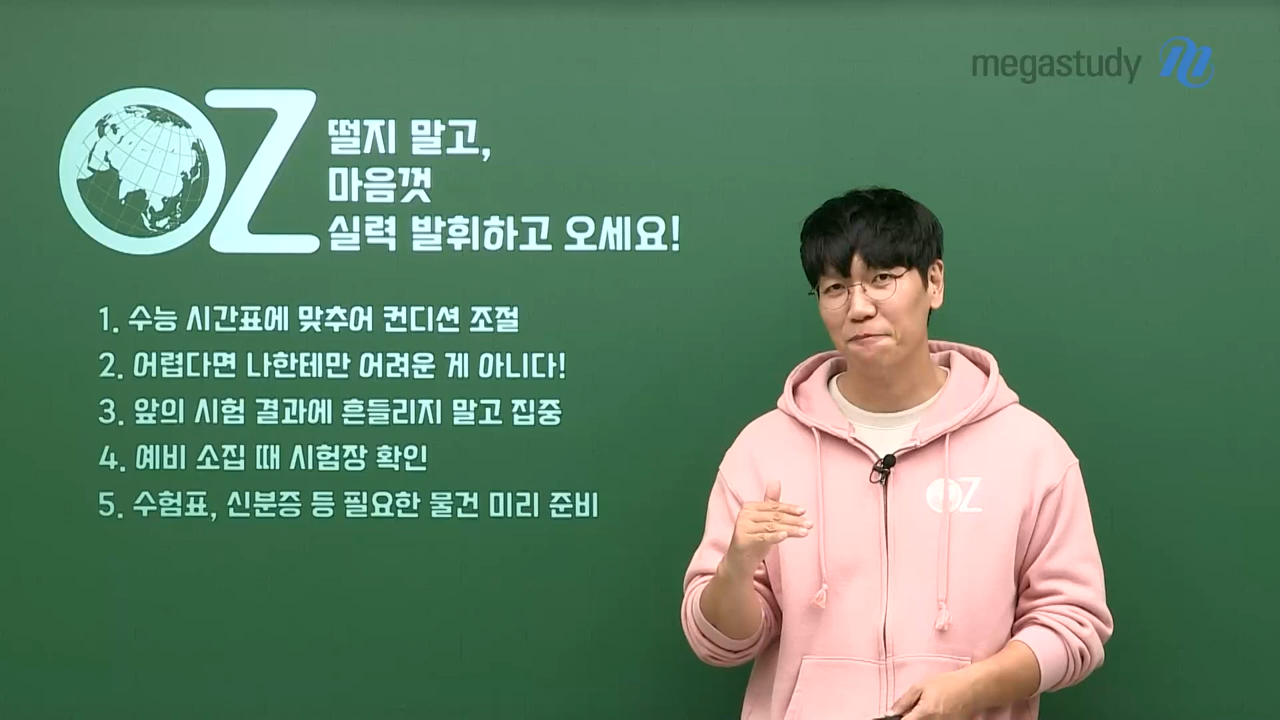 megastudy
OZ
떨지 말고,
마음껏
실력 발휘하고 오세요!
1. 수능 시간표에 맞추어 컨디션 조절
2. 어렵다면 나한테만 어려운 게 아니다!
3. 앞의 시험 결과에 흔들리지 말고 집중
4. 예비 소집 때 시험장 확인
5. 수험표, 신분증 등 필요한 물건 미리 준비
OZ